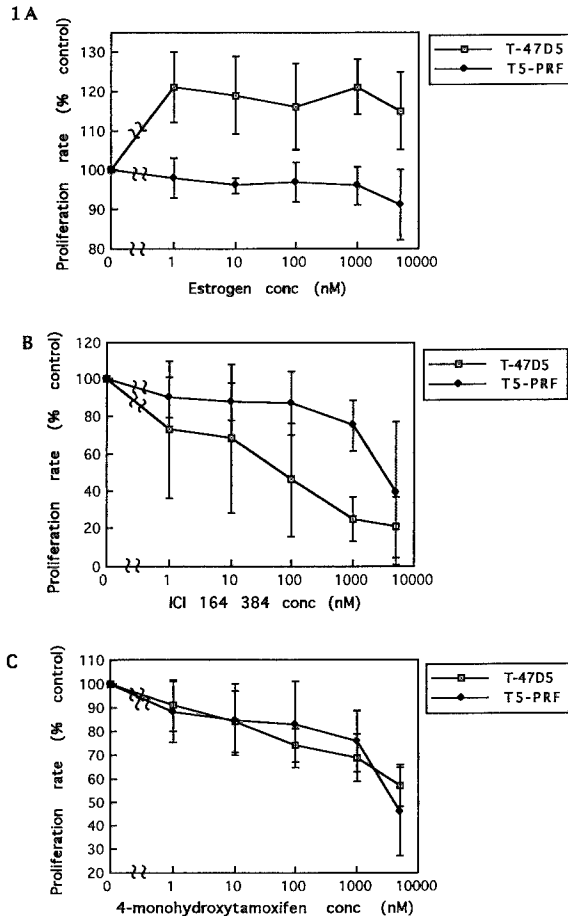 1A
T-47D5
T5-PRF
Proliferation rate (% control)
130
120
110
100
90
80
0 1 10 100 1000 10000
Estrogen conc (nM)
B
T-47D5
T5-PRF
Proliferation rate (% control)
120
100
80
60
40
20
0
0 1 10 100 1000 10000
ICI 164 384 conc (nM)
C
T-47D5
T5-PRF
Proliferation rate (% control)
110
100
90
80
70
60
50
40
30
20
0 1 10 100 1000 10000
4-monohydroxytamoxifen conc (nM)